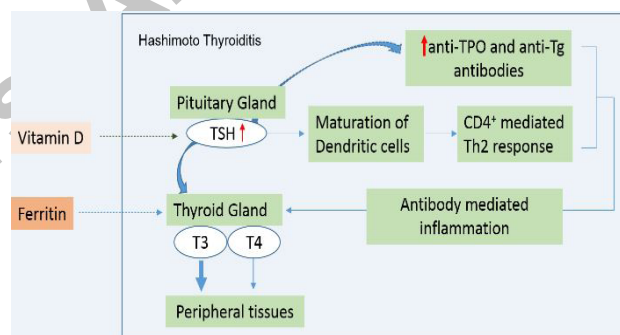 Hashimoto Thyroiditis
anti-TPO and anti-Tg
antibodies
Pituitary Gland
TSH
Vitamin D
Maturation of
Dendritic cells
CD4⁺ mediated
Th2 response
Ferritin
Thyroid Gland
Antibody mediated
inflammation
T3
T4
Peripheral tissues